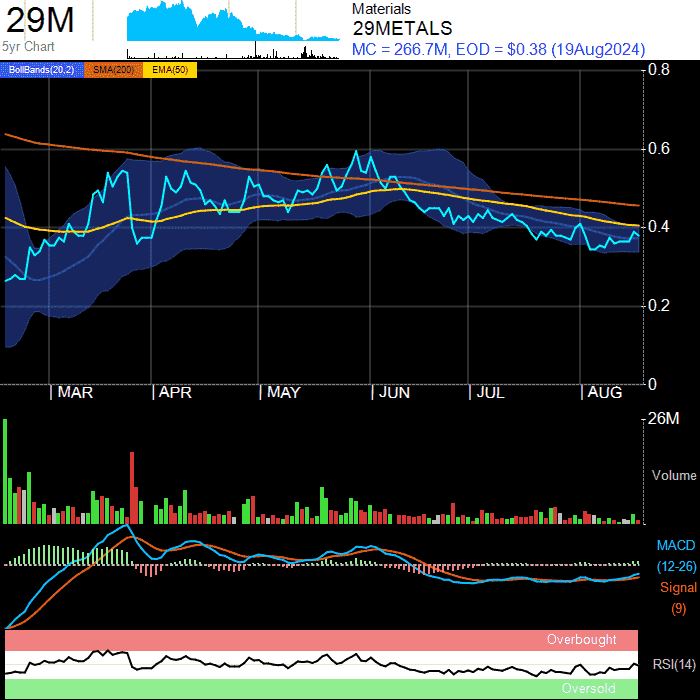 29M
5yr Chart
Materials
29METALS
MC = 266.7M, EOD = $0.38 (19Aug2024)
BollBands(20,2) SMA(200) EMA(50)
0.8
0.6
0.4
0.2
0
MAR APR MAY JUN JUL AUG
26M
Volume
MACD
(12-26)
Signal
(9)
Overbought
RSI(14)
Oversold